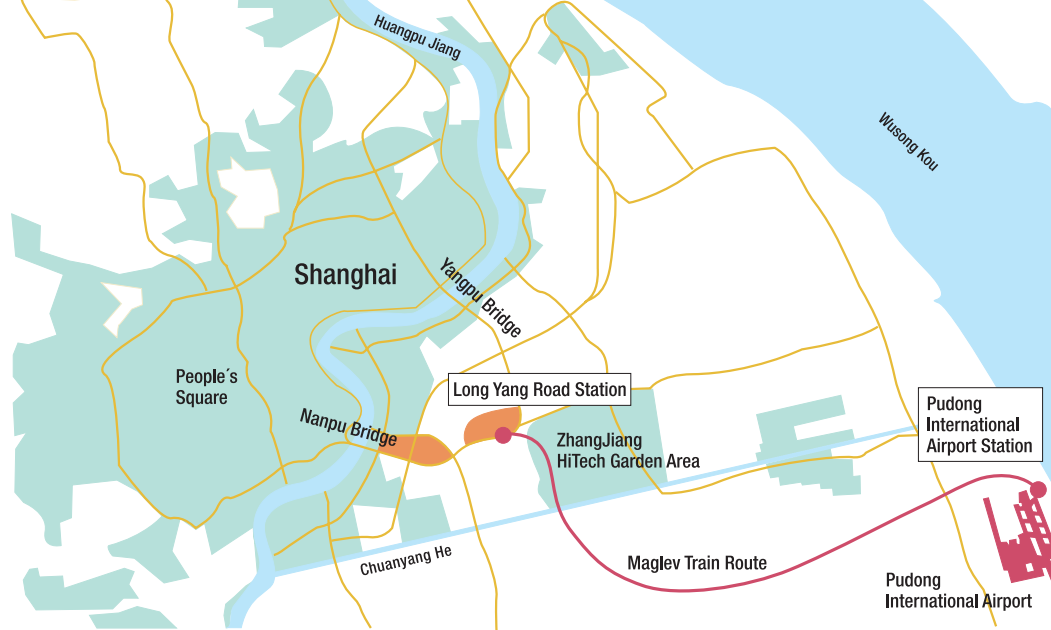 Huangpu Jiang
Wusong Kou
Shanghai
Yangpu Bridge
People´s
Square
Long Yang Road Station
Nanpu Bridge
ZhangJiang
HiTech Garden Area
Pudong
International
Airport Station
Chuanyang He
Maglev Train Route
Pudong
International Airport